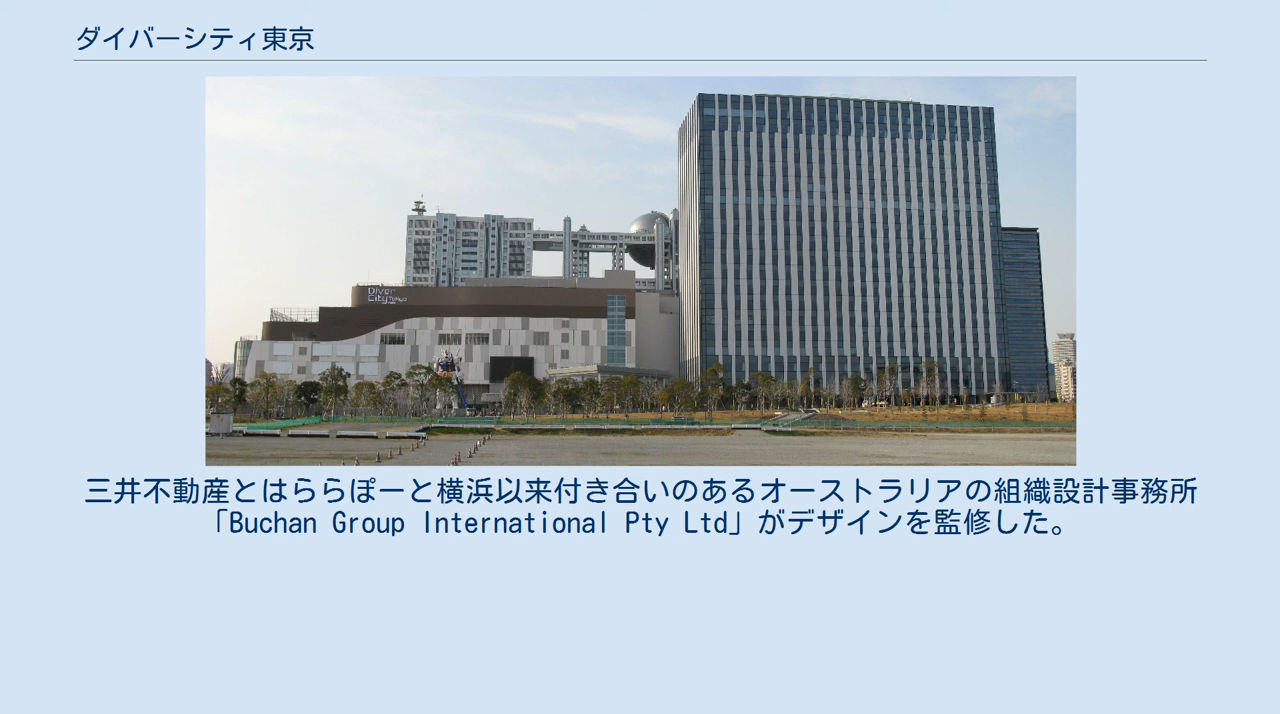 ダイバーシティ東京
Diver
City TOKYO
三井不動産とはららぽーと横浜以来付き合いのあるオーストラリアの組織設計事務所
「Buchan Group International Pty Ltd」がデザインを監修した。